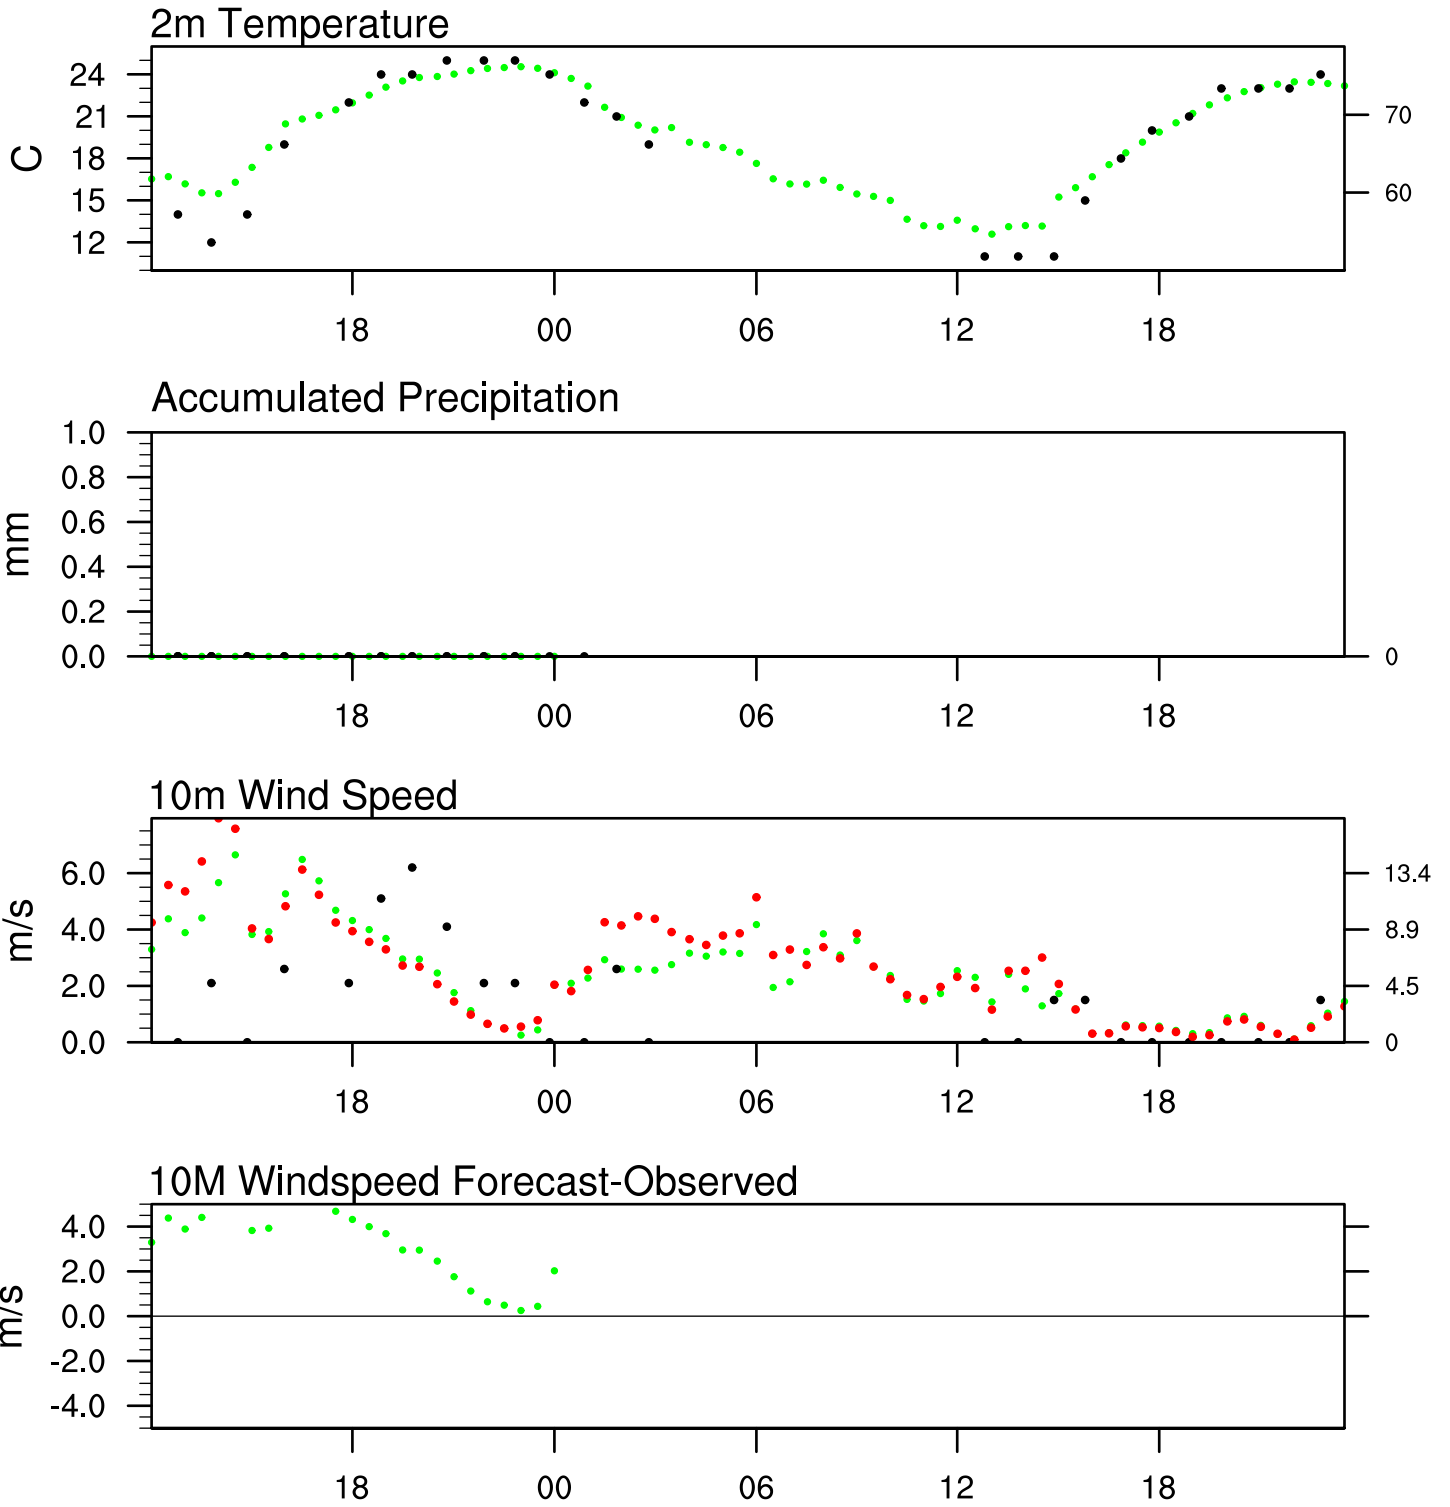 2m Temperature
24
21
18
15
12
C
70
60
18 00 06 12 18
Accumulated Precipitation
1.0
0.8
0.6
0.4
0.2
0.0
mm
0
18 00 06 12 18
10m Wind Speed
6.0
4.0
2.0
0.0
m/s
13.4
8.9
4.5
0
18 00 06 12 18
10M Windspeed Forecast-Observed
4.0
2.0
0.0
-2.0
-4.0
m/s
18 00 06 12 18